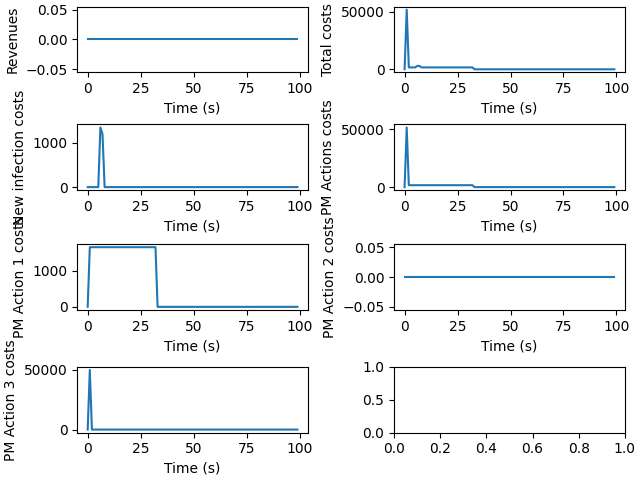 Revenues
0.05
0.00
−0.05
0 25 50 75 100
Time (s)
Total costs
50000
0
0 25 50 75 100
Time (s)
New infection costs
1000
0
0 25 50 75 100
Time (s)
PM Actions costs
50000
0
0 25 50 75 100
Time (s)
PM Action 1 costs
1000
0
0 25 50 75 100
Time (s)
PM Action 2 costs
0.05
0.00
−0.05
0 25 50 75 100
Time (s)
PM Action 3 costs
50000
0
0 25 50 75 100
Time (s)
1.0
0.5
0.0
0.0 0.2 0.4 0.6 0.8 1.0